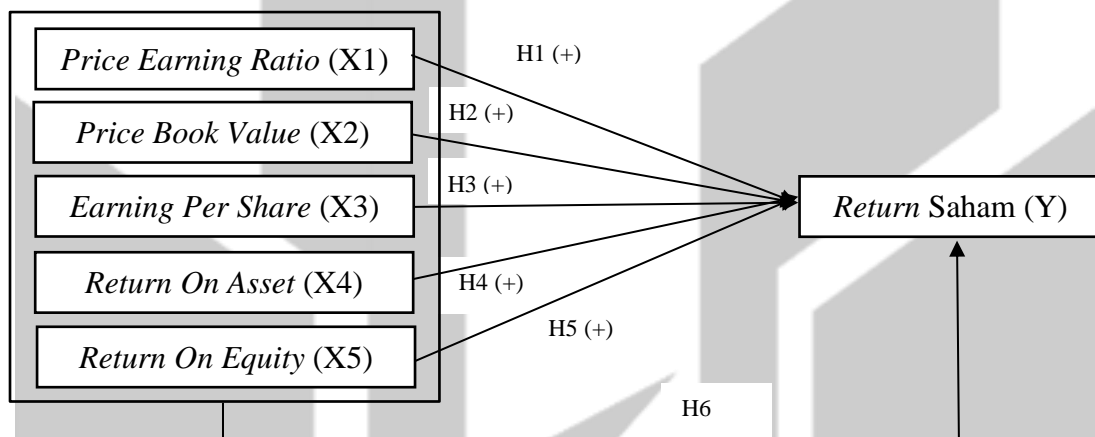 Price Earning Ratio (X1)
H1 (+)
Price Book Value (X2)
H2 (+)
Earning Per Share (X3)
H3 (+)
Return Saham (Y)
Return On Asset (X4)
H4 (+)
Return On Equity (X5)
H5 (+)
H6